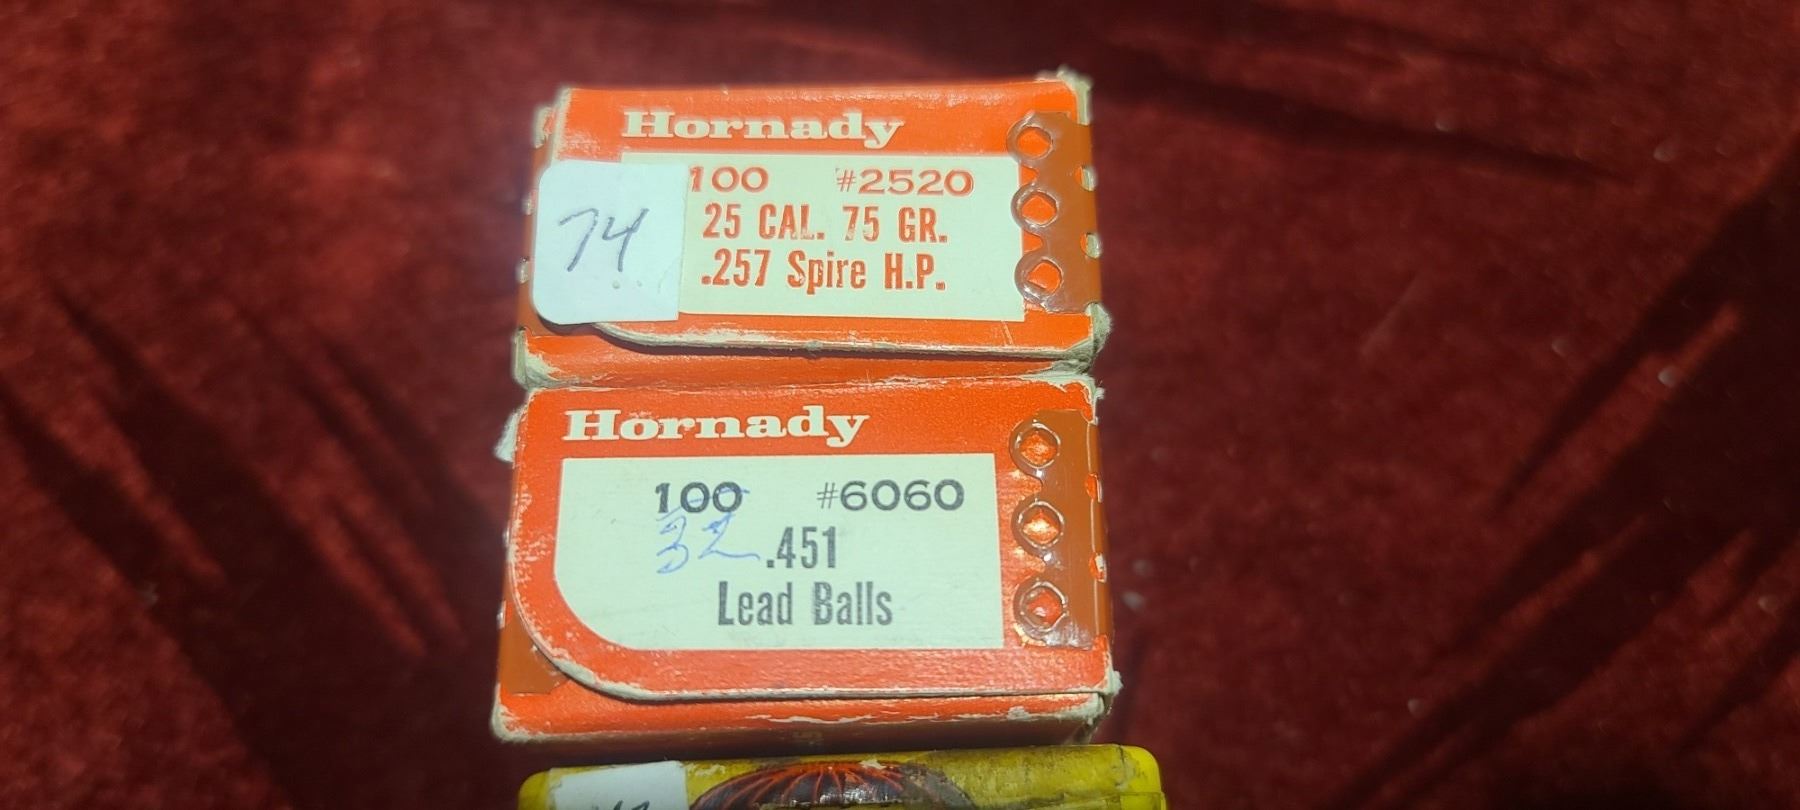 Hornady
100 #2520
74
25 CAL. 75 GR.
.257 Spire H.P.
Hornady
100 #6060
32 .451
Lead Balls